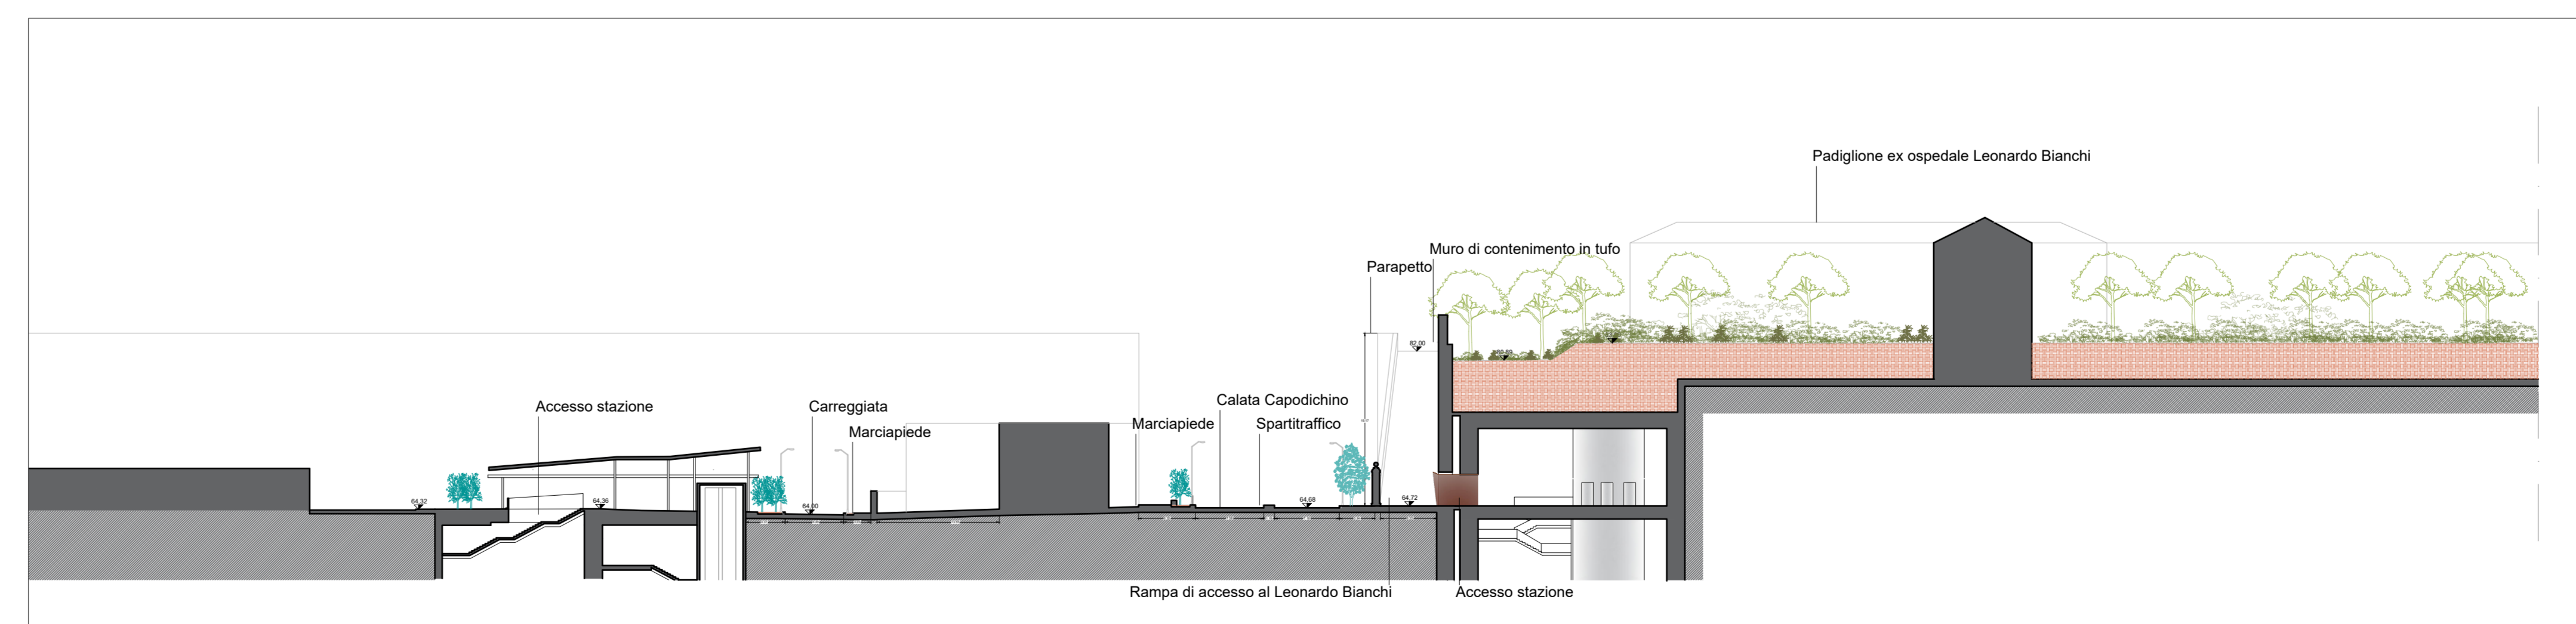 Padiglione ex ospedale Leonardo Bianchi
Muro di contenimento in tufo
Parapetto
82,00
Calata Capodichino
Accesso stazione
Carreggiata
Marciapiede
Spartitraffico
Marciapiede
64,32
64,36
64,00
64,68
64,72
Rampa di accesso al Leonardo Bianchi
Accesso stazione